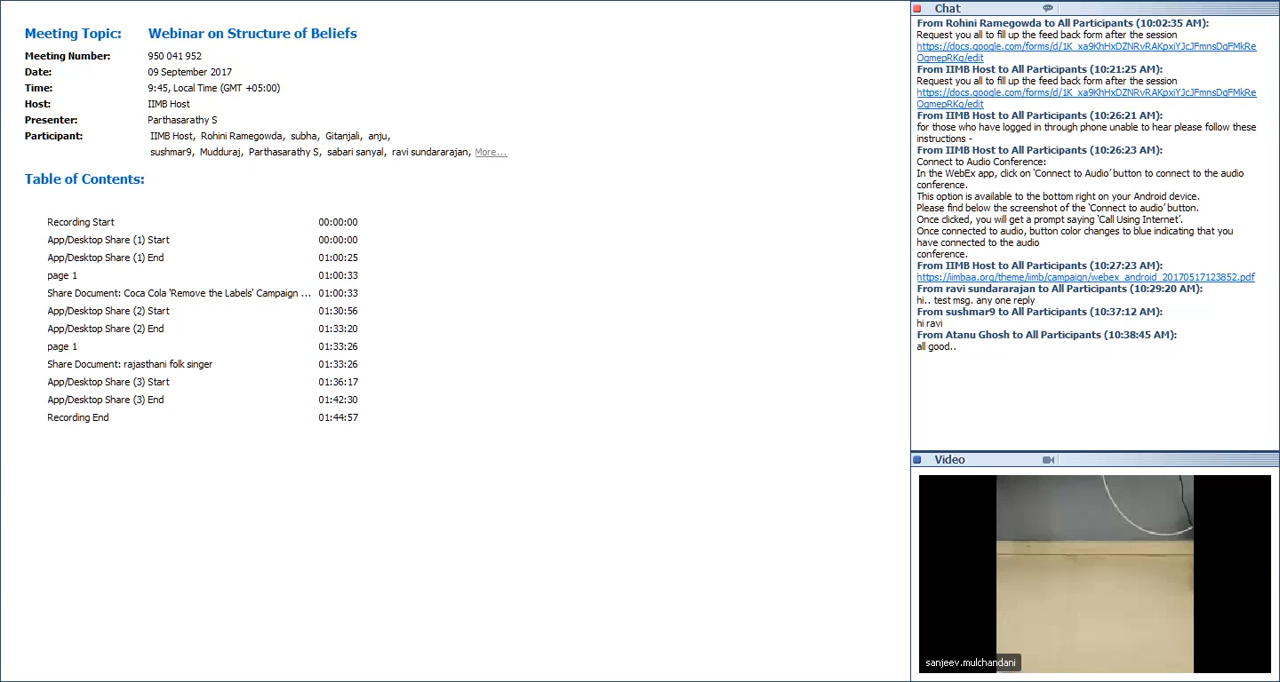 Meeting Topic: Webinar on Structure of Beliefs
Meeting Number: 950 041 952
Date: 09 September 2017
Time: 9:45, Local Time (GMT +05:00)
Host: IIMB Host
Presenter: Parthasarathy S
Participant: IIMB Host, Rohini Ramegowda, subha, Gitanjali, anju,
sushmar9, Mudduraj, Parthasarathy S, sabari sanyal, ravi sundararajan, More...
Table of Contents:
Recording Start 00:00:00
App/Desktop Share (1) Start 00:00:00
App/Desktop Share (1) End 01:00:25
page 1 01:00:33
Share Document: Coca Cola 'Remove the Labels' Campaign ... 01:00:33
App/Desktop Share (2) Start 01:30:56
App/Desktop Share (2) End 01:33:20
page 1 01:33:26
Share Document: rajasthani folk singer 01:33:26
App/Desktop Share (3) Start 01:36:17
App/Desktop Share (3) End 01:42:30
Recording End 01:44:57
Chat
From Rohini Ramegowda to All Participants (10:02:35 AM):
Request you all to fill up the feed back form after the session
https://docs.google.com/forms/d/1K_xa9KhHxDZNRvRAKpxiYJcJFmnsDqFMkRe
OgmepRKg/edit
From IIMB Host to All Participants (10:21:25 AM):
Request you all to fill up the feed back form after the session
https://docs.google.com/forms/d/1K_xa9KhHxDZNRvRAKpxiYJcJFmnsDqFMkRe
OgmepRKg/edit
From IIMB Host to All Participants (10:26:21 AM):
for those who have logged in through phone unable to hear please follow these
instructions -
From IIMB Host to All Participants (10:26:23 AM):
Connect to Audio Conference:
In the WebEx app, click on 'Connect to Audio' button to connect to the audio
conference.
This option is available to the bottom right on your Android device.
Please find below the screenshot of the 'Connect to audio' button.
Once clicked, you will get a prompt saying 'Call Using Internet'.
Once connected to audio, button color changes to blue indicating that you
have connected to the audio
conference.
From IIMB Host to All Participants (10:27:23 AM):
https://iimbaa.org/theme/iimb/campaign/webex_android_20170517123852.pdf
From ravi sundararajan to All Participants (10:29:20 AM):
hi.. test msg. any one reply
From sushmar9 to All Participants (10:37:12 AM):
hi ravi
From Atanu Ghosh to All Participants (10:38:45 AM):
all good..
Video
sanjeev.mulchandani